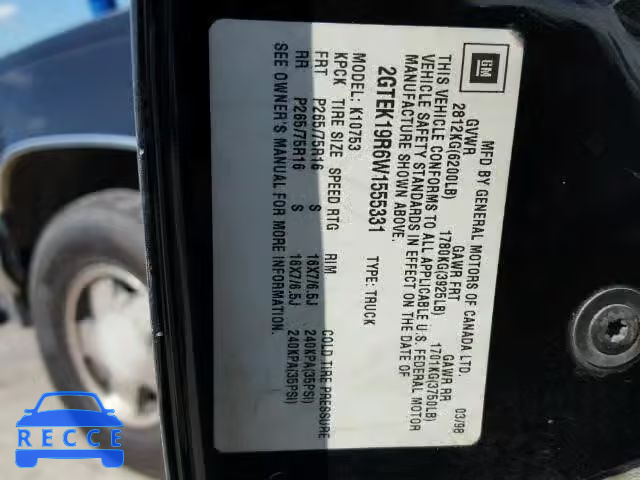 GM
MFD BY GENERAL MOTORS OF CANADA LTD.
03/98
GVWR GAWR FRT GAWR RR
2812KG(6200LB) 1780KG(3925LB) 1701KG(3750LB)
THIS VEHICLE CONFORMS TO ALL APPLICABLE U.S. FEDERAL MOTOR
VEHICLE SAFETY STANDARDS IN EFFECT ON THE DATE OF
MANUFACTURE SHOWN ABOVE.
2GTEK19R6W1555331 TYPE: TRUCK
MODEL: K10753
KPCK TIRE SIZE SPEED RTG RIM COLD TIRE PRESSURE
FRT P265/75R16 S 16X7/6.5J 240KPA(35PSI)
RR P265/75R16 S 16X7/6.5J 240KPA(35PSI)
SEE OWNER'S MANUAL FOR MORE INFORMATION.
RECCE